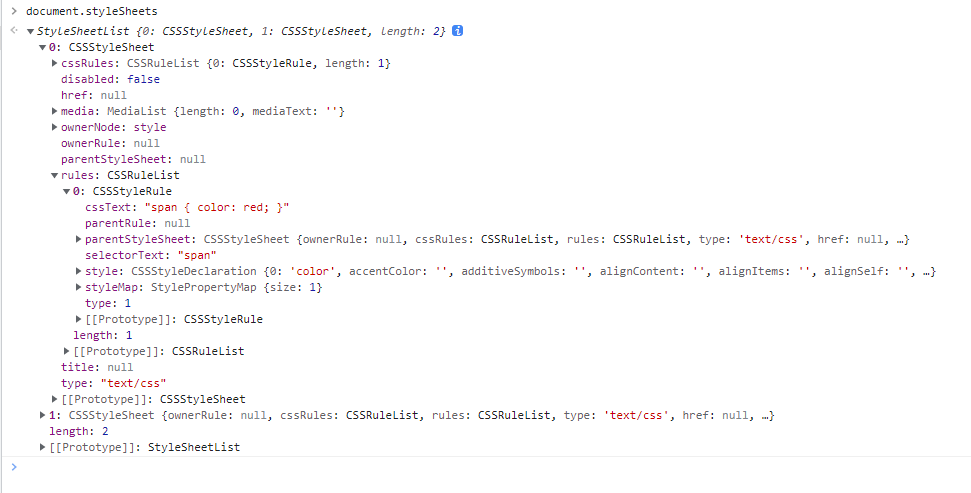 document.styleSheets
StyleSheetList {0: CSSStyleSheet, 1: CSSStyleSheet, length: 2} i
0: CSSStyleSheet
cssRules: CSSRuleList {0: CSSStyleRule, length: 1}
disabled: false
href: null
media: MediaList {length: 0, mediaText: ''}
ownerNode: style
ownerRule: null
parentStyleSheet: null
rules: CSSRuleList
0: CSSStyleRule
cssText: "span { color: red; }"
parentRule: null
parentStyleSheet: CSSStyleSheet {ownerRule: null, cssRules: CSSRuleList, rules: CSSRuleList, type: 'text/css', href: null, …}
selectorText: "span"
style: CSSStyleDeclaration {0: 'color', accentColor: '', additiveSymbols: '', alignContent: '', alignItems: '', alignSelf: '', …}
styleMap: StylePropertyMap {size: 1}
type: 1
[[Prototype]]: CSSStyleRule
length: 1
[[Prototype]]: CSSRuleList
title: null
type: "text/css"
[[Prototype]]: CSSStyleSheet
1: CSSStyleSheet {ownerRule: null, cssRules: CSSRuleList, rules: CSSRuleList, type: 'text/css', href: null, …}
length: 2
[[Prototype]]: StyleSheetList